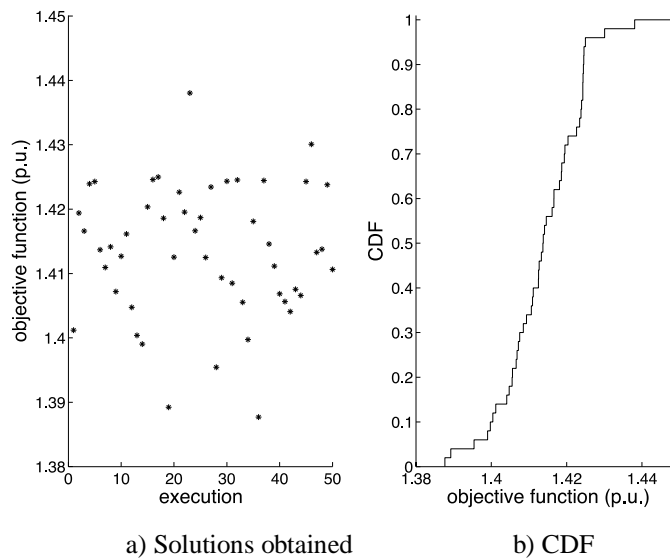 1.45
1.44
1.43
1.42
1.41
1.4
1.39
1.38
objective function (p.u.)
0 10 20 30 40 50
execution
a) Solutions obtained
1
0.9
0.8
0.7
0.6
0.5
0.4
0.3
0.2
0.1
0
CDF
1.38 1.4 1.42 1.44
objective function (p.u.)
b) CDF